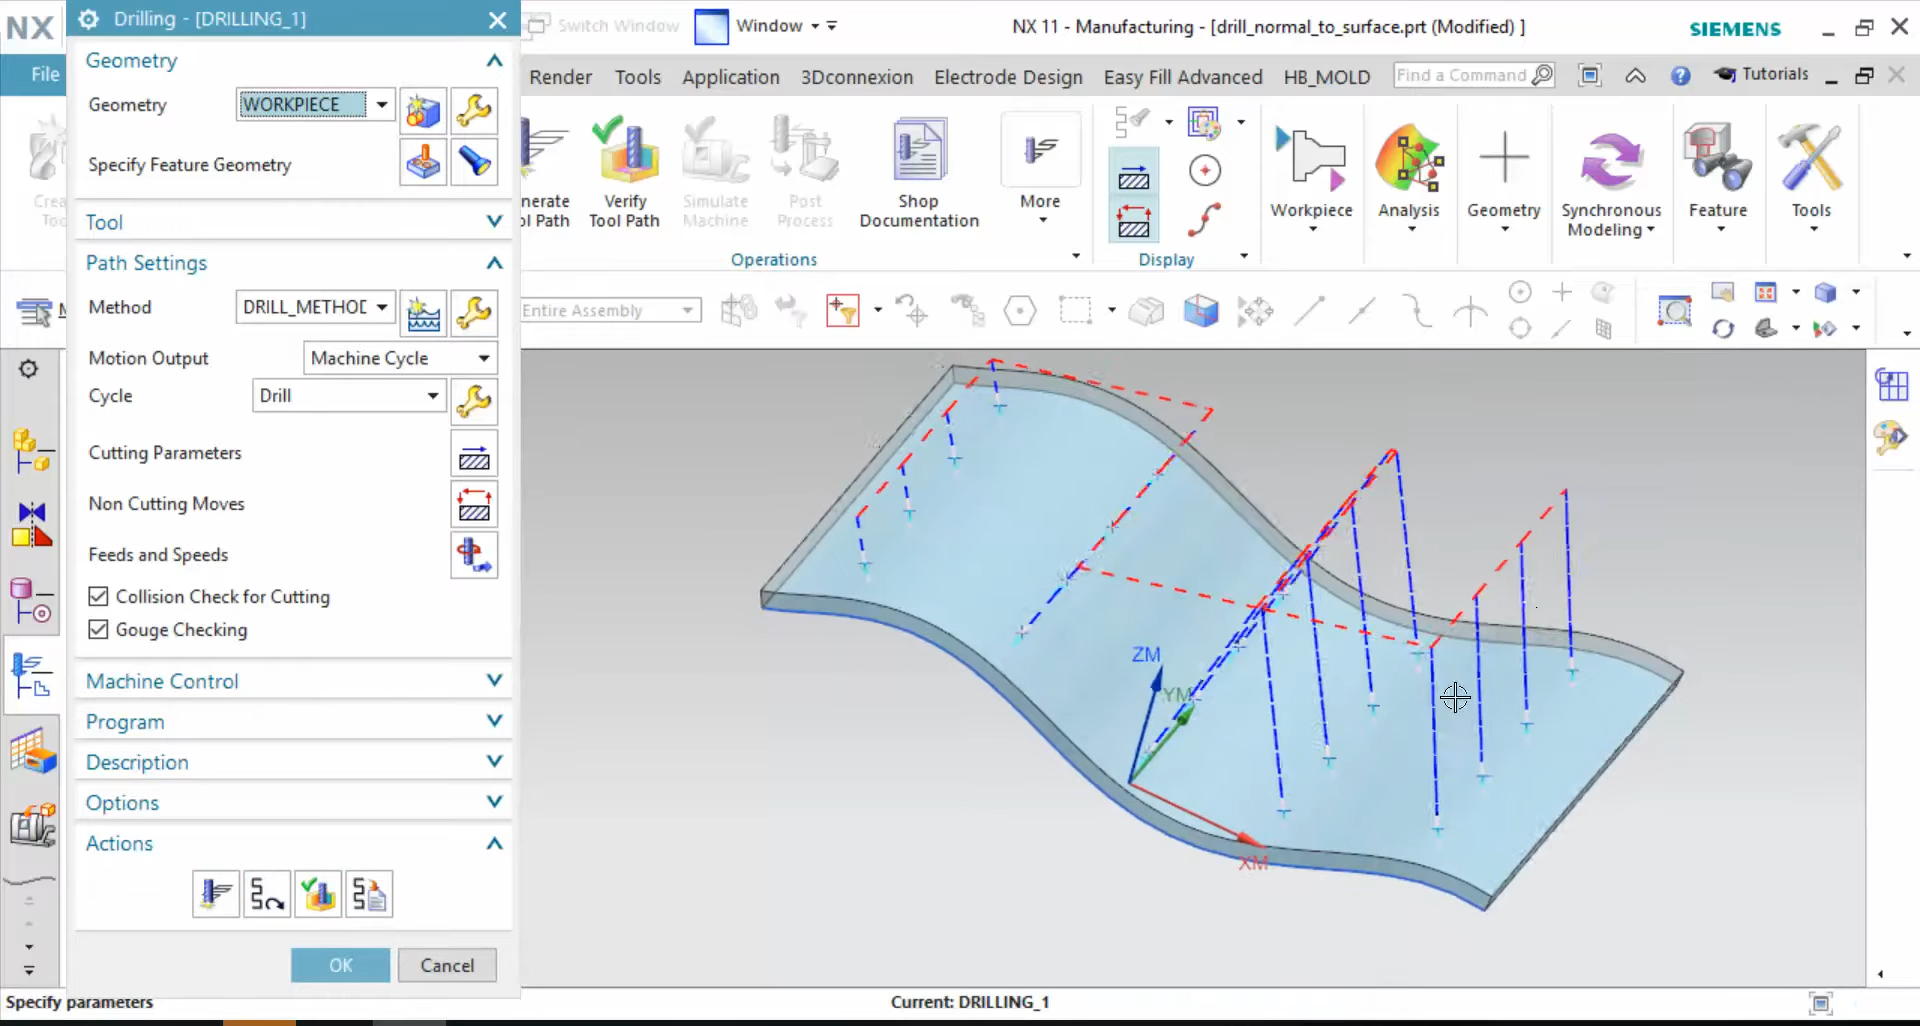 NX
Drilling - [DRILLING_1]
Switch Window
Window
NX 11 - Manufacturing - [drill_normal_to_surface.prt (Modified) ]
SIEMENS
File
Render
Tools
Application
3Dconnexion
Electrode Design
Easy Fill Advanced
HB_MOLD
Find a Command
Tutorials
Geometry
Geometry
WORKPIECE
Specify Feature Geometry
Tool
Path Settings
Method
DRILL_METHOD
Motion Output
Machine Cycle
Cycle
Drill
Cutting Parameters
Non Cutting Moves
Feeds and Speeds
Collision Check for Cutting
Gouge Checking
Machine Control
Program
Description
Options
Actions
OK
Cancel
Verify
Tool Path
Simulate
Machine
Post
Process
Shop
Documentation
More
Operations
Display
Workpiece
Analysis
Geometry
Synchronous
Modeling
Feature
Tools
Entire Assembly
ZM
YM
XM
Specify parameters
Current: DRILLING_1